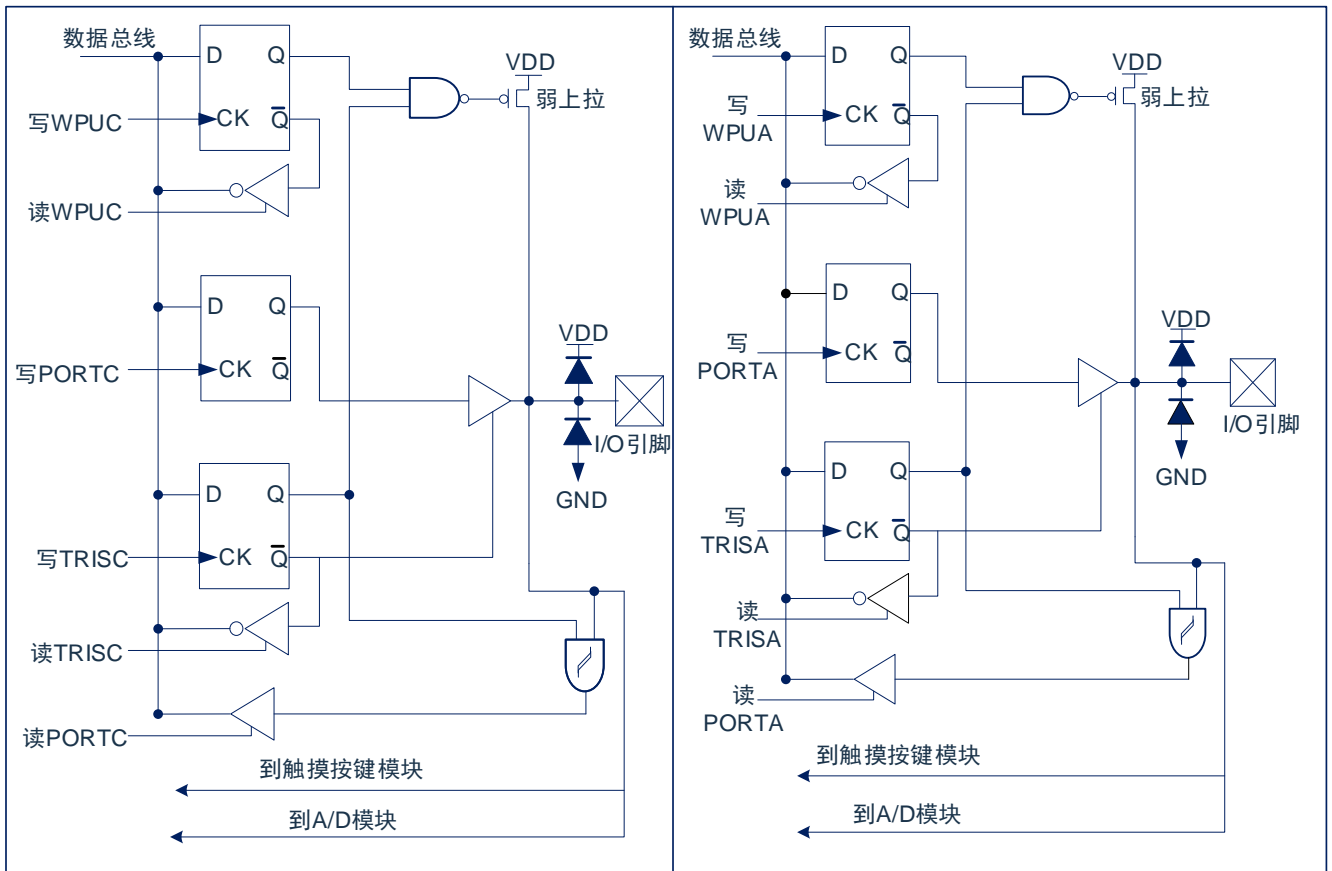 数据总线
D Q
VDD
弱上拉
写WPUC
CK Q̅
读WPUC
D Q
VDD
写PORTC
CK Q̅
I/O引脚
D Q
GND
写TRISC
CK Q̅
读TRISC
读PORTC
到触摸按键模块
到A/D模块
数据总线
D Q
VDD
弱上拉
写
WPUA
CK Q̅
读
WPUA
D Q
VDD
写
PORTA
CK Q̅
I/O引脚
D Q
GND
写
TRISA
CK Q̅
读
TRISA
读
PORTA
到触摸按键模块
到A/D模块